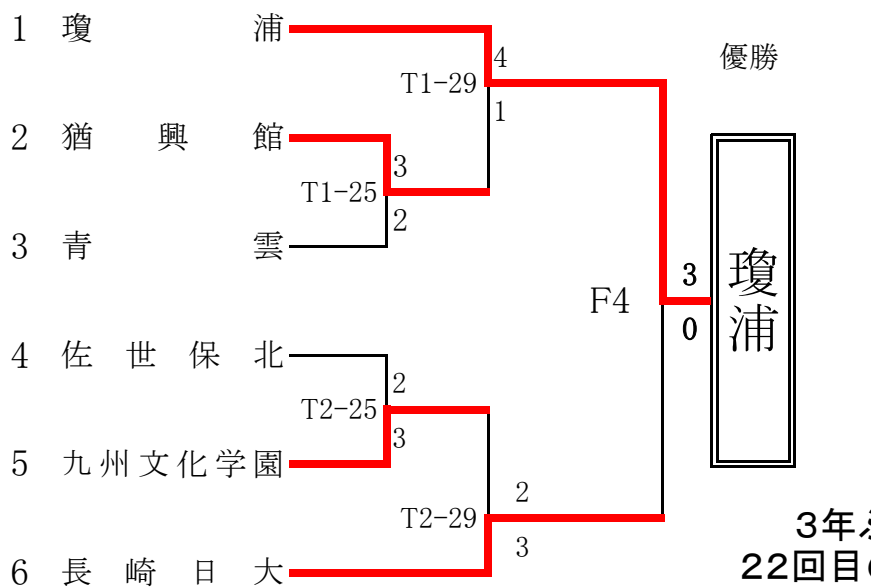 1 瓊浦
4
優勝
T1-29
1
2 猶興館
3
T1-25
2
3 青雲
3
瓊浦
F4
0
4 佐世保北
2
T2-25
3
5 九州文化学園
2
T2-29
3
6 長崎日大
3年
22回目